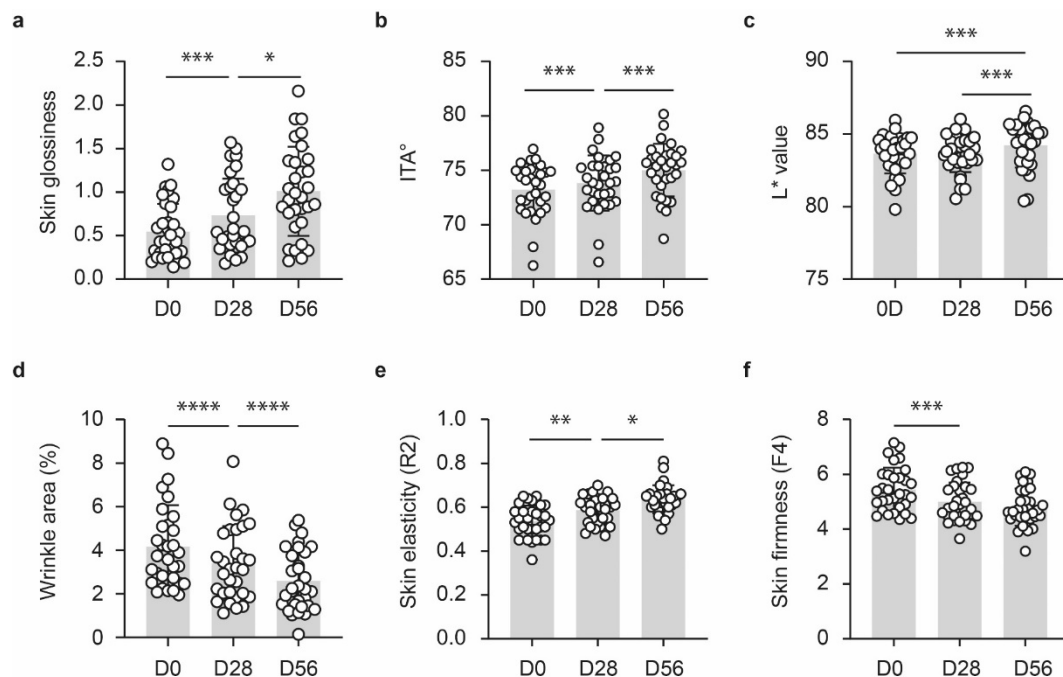 a
Skin glossiness
2.5
2.0
1.5
1.0
0.5
0.0
***
*
D0 D28 D56
b
ITA°
85
80
75
70
65
***
***
D0 D28 D56
c
L* value
90
85
80
75
***
***
0D D28 D56
d
Wrinkle area (%)
10
8
6
4
2
0
****
****
D0 D28 D56
e
Skin elasticity (R2)
1.0
0.8
0.6
0.4
0.2
0.0
**
*
D0 D28 D56
f
Skin firmness (F4)
8
6
4
2
0
***
D0 D28 D56